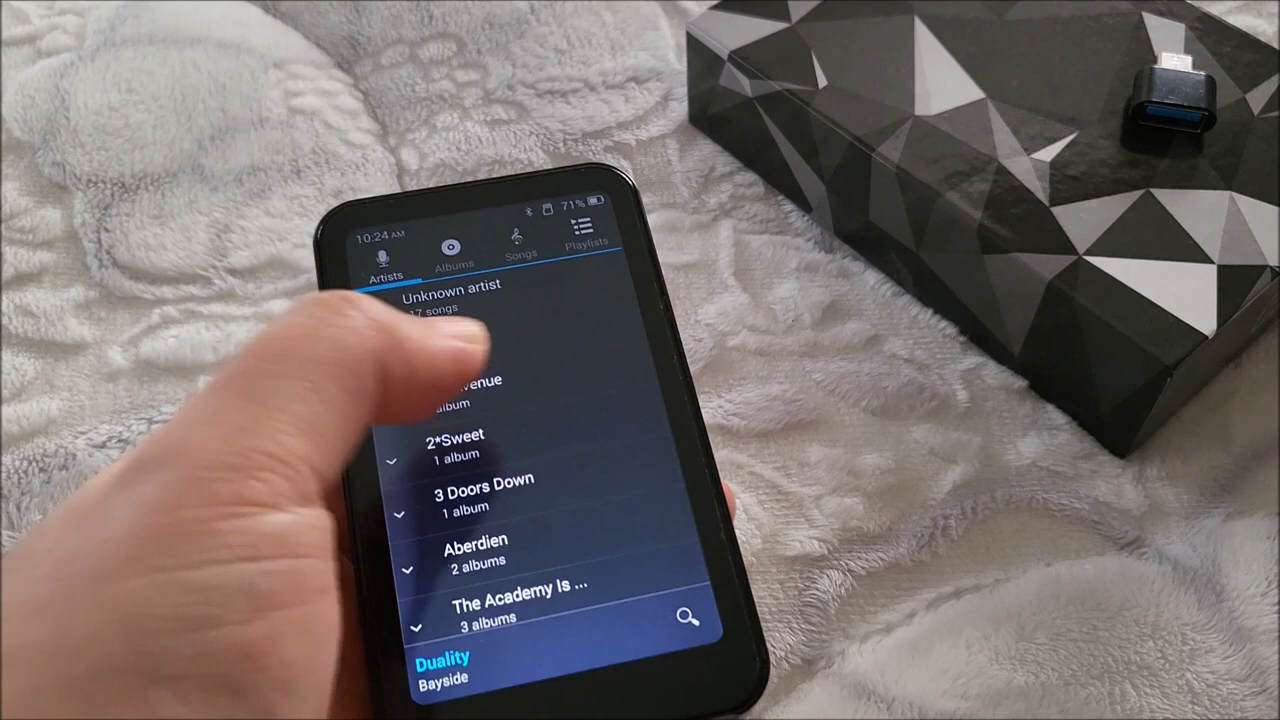 10:24 AM 71%
Artists Albums Songs Playlists
Unknown artist
17 songs
album
2*Sweet
1 album
3 Doors Down
1 album
Aberdien
2 albums
The Academy Is ...
3 albums
Duality
Bayside